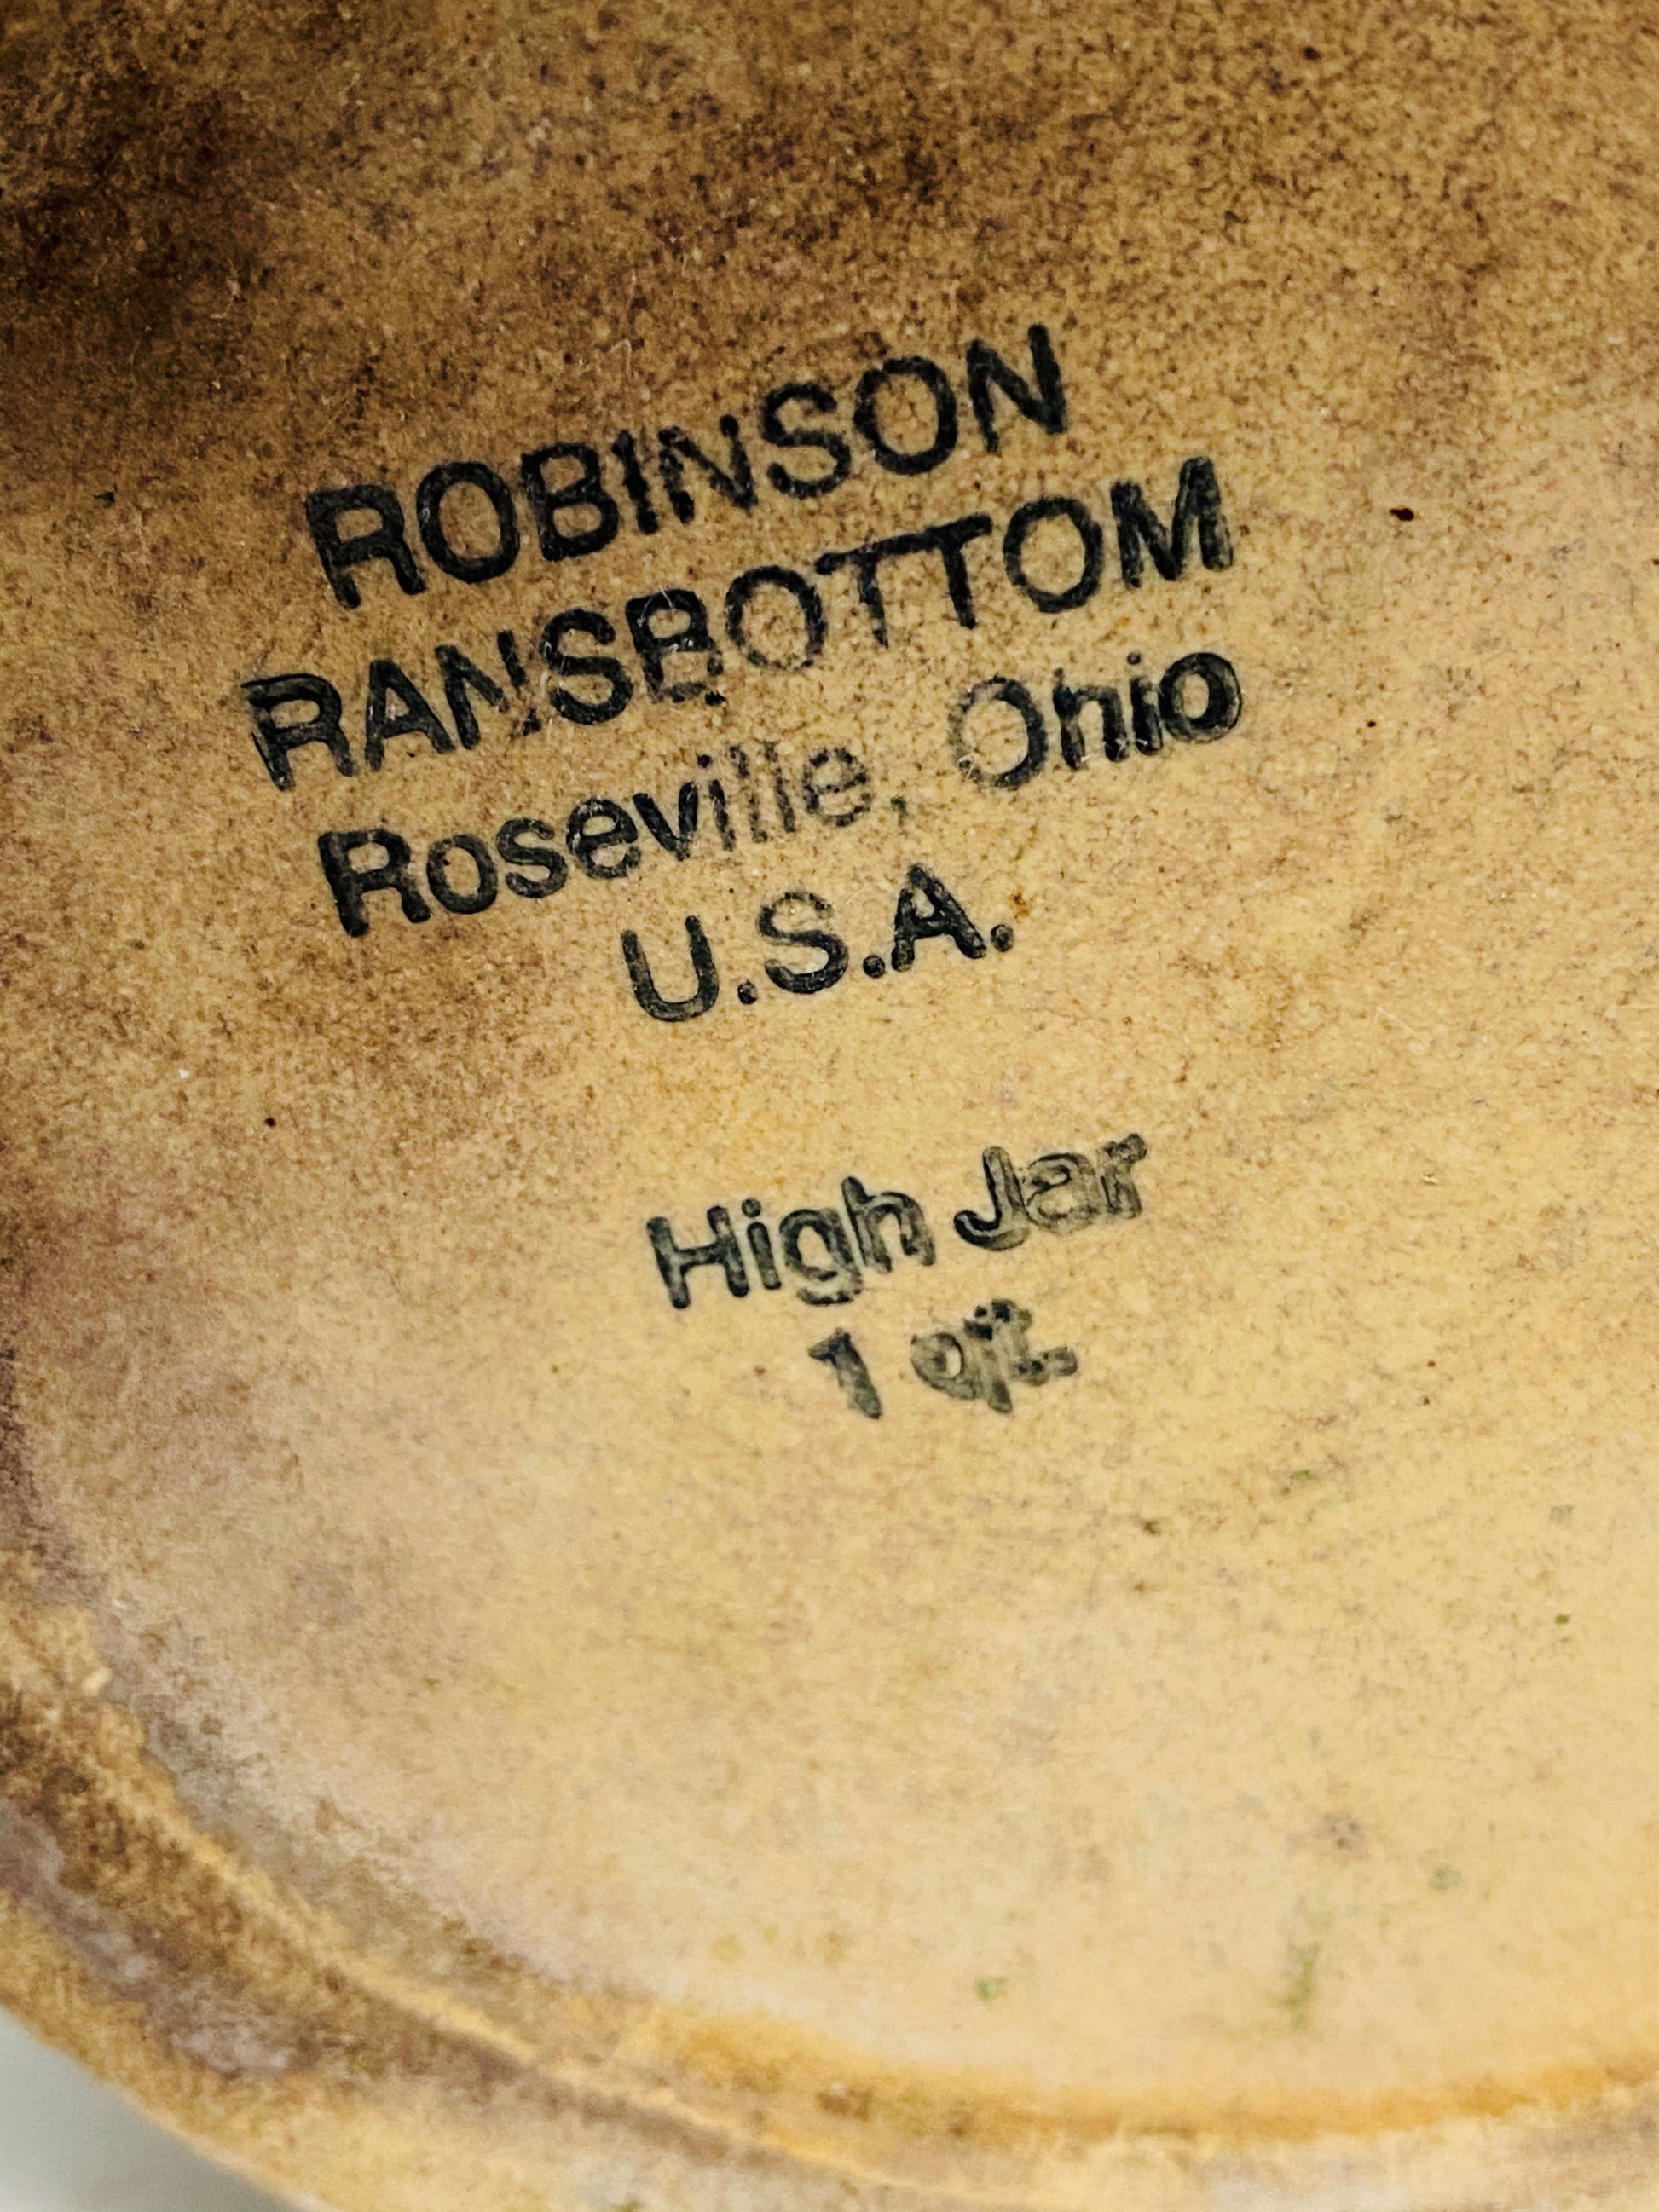 ROBINSON
RANSBOTTOM
Roseville, Ohio
U.S.A.
High Jar
1 qt.